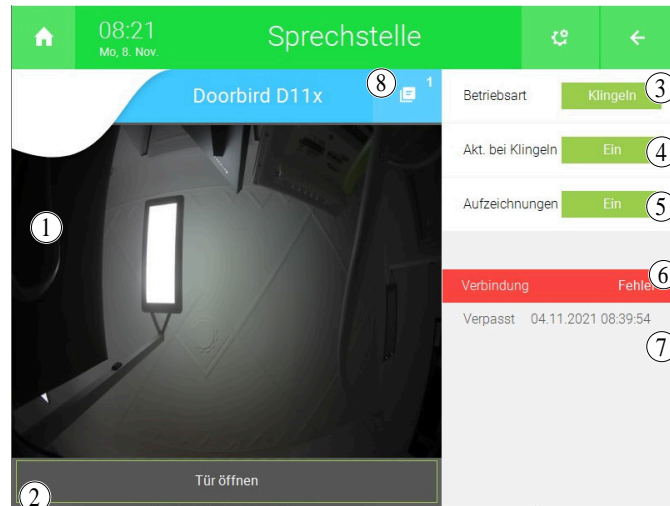 08:21
Mo, 8. Nov.
Sprechstelle
Doorbird D11x
8
1
Betriebsart Klingeln 3
Akt. bei Klingeln Ein 4
Aufzeichnungen Ein 5
1
6
Verbindung Fehler
Verpasst 04.11.2021 08:39:54
7
Tür öffnen
2